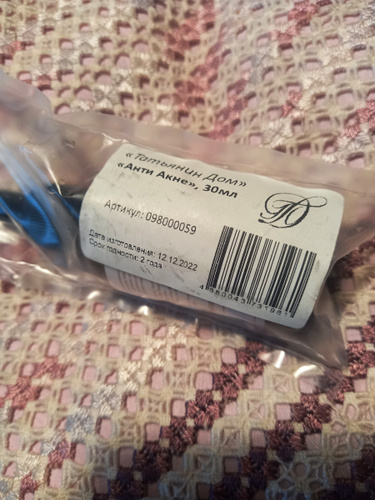 «Татьянин Дом»
«Анти Акне», 30мл
Артикул: 098000059
Дата изготовления: 12.12.2022
Срок годности: 2 года